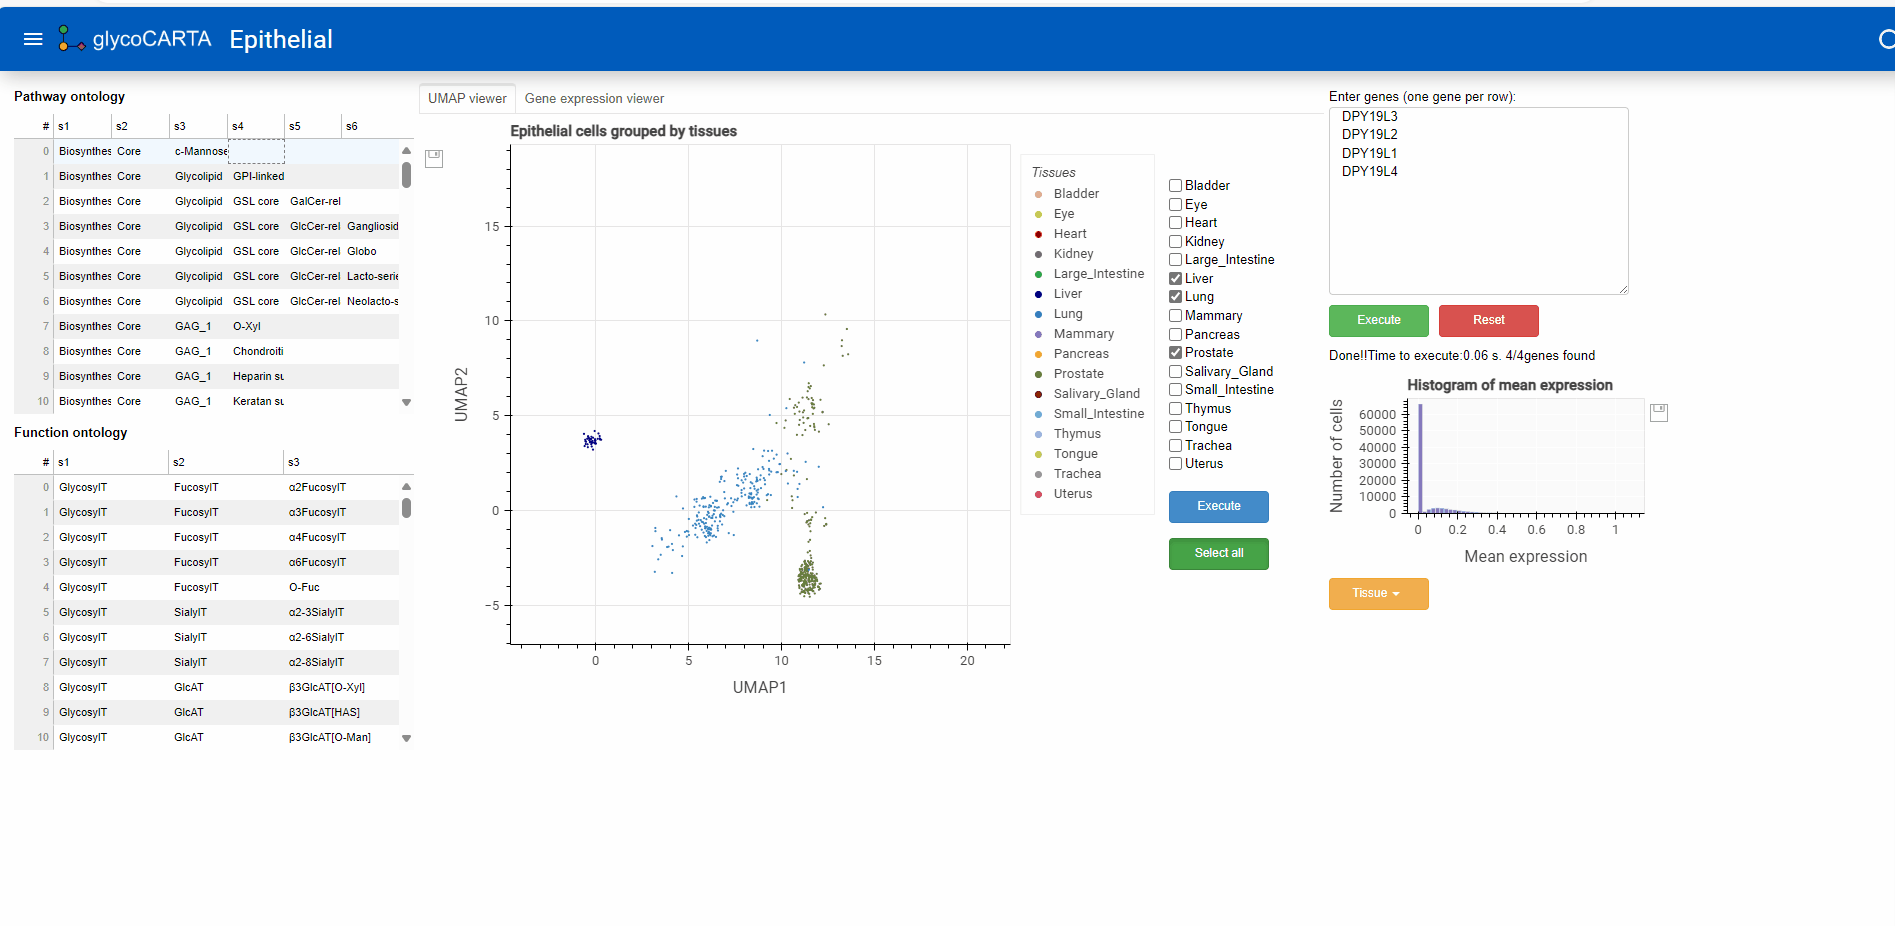 glycoCARTA Epithelial
Pathway ontology
# s1 s2 s3 s4 s5 s6
0 Biosynthes Core c-Mannose
1 Biosynthes Core Glycolipid GPI-linked
2 Biosynthes Core Glycolipid GSL core GalCer-rel
3 Biosynthes Core Glycolipid GSL core GlcCer-rel Gangliosid
4 Biosynthes Core Glycolipid GSL core GlcCer-rel Globo
5 Biosynthes Core Glycolipid GSL core GlcCer-rel Lacto-serie
6 Biosynthes Core Glycolipid GSL core GlcCer-rel Neolacto-s
7 Biosynthes Core GAG_1 O-Xyl
8 Biosynthes Core GAG_1 Chondroiti
9 Biosynthes Core GAG_1 Heparin su
10 Biosynthes Core GAG_1 Keratan su
Function ontology
# s1 s2 s3
0 GlycosylT FucosylT α2FucosylT
1 GlycosylT FucosylT α3FucosylT
2 GlycosylT FucosylT α4FucosylT
3 GlycosylT FucosylT α6FucosylT
4 GlycosylT FucosylT O-Fuc
5 GlycosylT SialylT α2-3SialylT
6 GlycosylT SialylT α2-6SialylT
7 GlycosylT SialylT α2-8SialylT
8 GlycosylT GlcAT β3GlcAT[O-Xyl]
9 GlycosylT GlcAT β3GlcAT[HAS]
10 GlycosylT GlcAT β3GlcAT[O-Man]
UMAP viewer Gene expression viewer
Epithelial cells grouped by tissues
UMAP2
15
10
5
0
−5
0 5 10 15 20
UMAP1
Tissues
Bladder
Eye
Heart
Kidney
Large_Intestine
Liver
Lung
Mammary
Pancreas
Prostate
Salivary_Gland
Small_Intestine
Thymus
Tongue
Trachea
Uterus
Bladder
Eye
Heart
Kidney
Large_Intestine
Liver
Lung
Mammary
Pancreas
Prostate
Salivary_Gland
Small_Intestine
Thymus
Tongue
Trachea
Uterus
Execute
Select all
Enter genes (one gene per row):
DPY19L3
DPY19L2
DPY19L1
DPY19L4
Execute Reset
Done!!Time to execute:0.06 s. 4/4genes found
Histogram of mean expression
Number of cells
60000
50000
40000
30000
20000
10000
0
0 0.2 0.4 0.6 0.8 1
Mean expression
Tissue